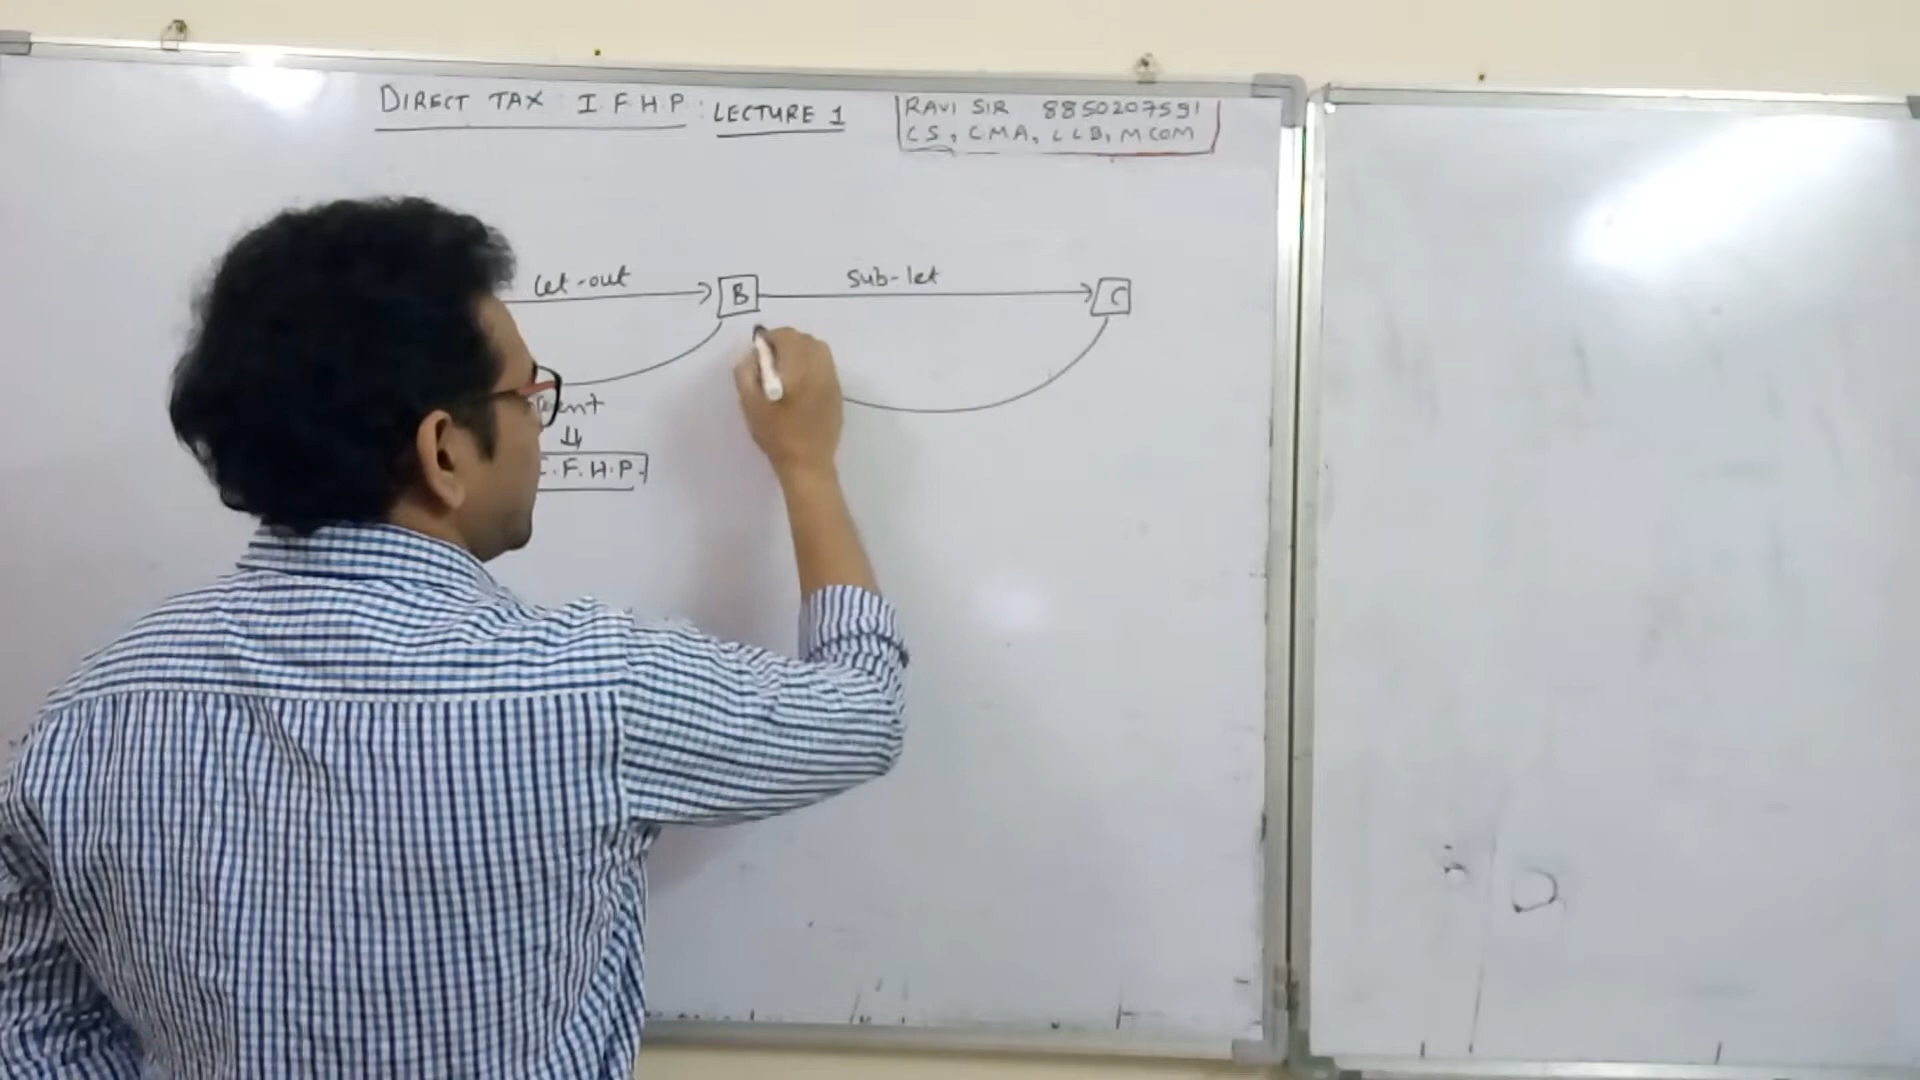 DIRECT TAX : I.F.H.P : LECTURE 1
RAVI SIR 8850207591
CS, CMA, LLB, MCOM
let-out
B
sub-let
C
F.H.P.